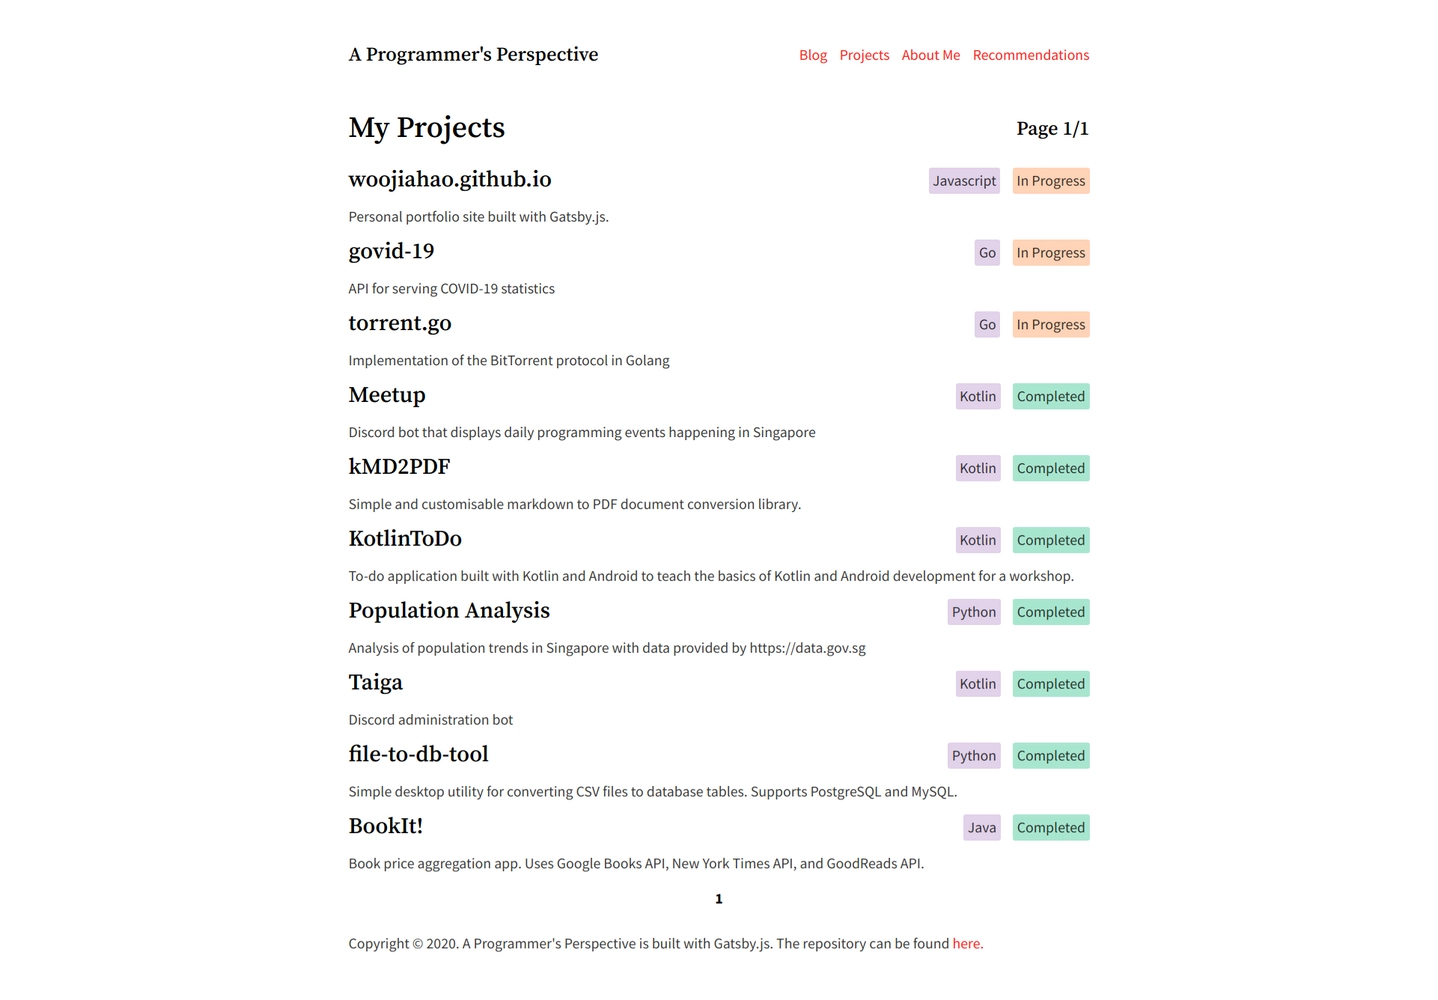 A Programmer's Perspective Blog Projects About Me Recommendations
My Projects Page 1/1
woojiahao.github.io Javascript In Progress
Personal portfolio site built with Gatsby.js.
govid-19 Go In Progress
API for serving COVID-19 statistics
torrent.go Go In Progress
Implementation of the BitTorrent protocol in Golang
Meetup Kotlin Completed
Discord bot that displays daily programming events happening in Singapore
kMD2PDF Kotlin Completed
Simple and customisable markdown to PDF document conversion library.
KotlinToDo Kotlin Completed
To-do application built with Kotlin and Android to teach the basics of Kotlin and Android development for a workshop.
Population Analysis Python Completed
Analysis of population trends in Singapore with data provided by https://data.gov.sg
Taiga Kotlin Completed
Discord administration bot
file-to-db-tool Python Completed
Simple desktop utility for converting CSV files to database tables. Supports PostgreSQL and MySQL.
BookIt! Java Completed
Book price aggregation app. Uses Google Books API, New York Times API, and GoodReads API.
1
Copyright © 2020. A Programmer's Perspective is built with Gatsby.js. The repository can be found here.